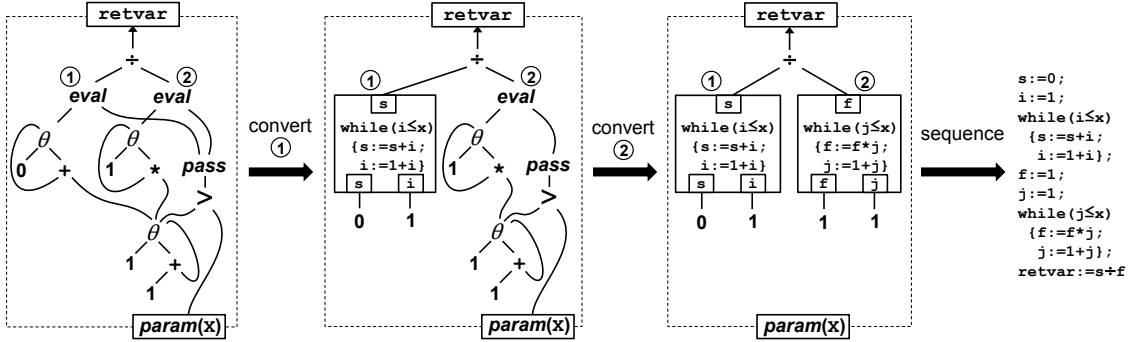 retvar
÷
① ②
eval eval
θ θ
0 + 1 *
pass
>
θ
1 +
1
param(x)
convert
①
retvar
÷
① ②
s eval
while(i≤x)
{s:=s+i;
i:=1+i}
s i
0 1
θ
1 *
pass
>
θ
1 +
1
param(x)
convert
②
retvar
÷
① ②
s f
while(i≤x)
{s:=s+i;
i:=1+i}
s i
0 1
while(j≤x)
{f:=f*j;
j:=1+j}
f j
1 1
param(x)
sequence
s:=0;
i:=1;
while(i≤x)
{s:=s+i;
i:=1+i};
f:=1;
j:=1;
while(j≤x)
{f:=f*j;
j:=1+j};
retvar:=s÷f